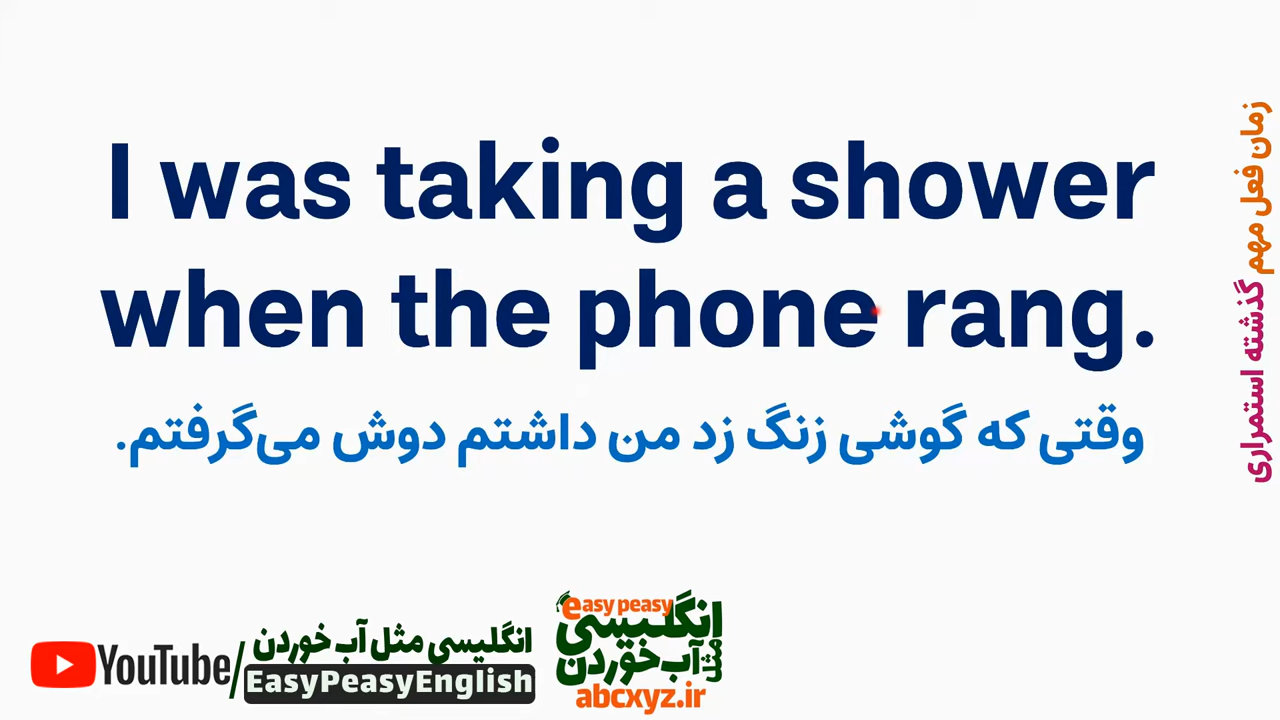 I was taking a shower
when the phone rang.
وقتی که گوشی زنگ زد من داشتم دوش می‌گرفتم.
زمان فعل مهم گذشته استمراری
YouTube/انگلیسی مثل آب خوردن
EasyPeasyEnglish
easy peasy
انگلیسی
مثل آب خوردن
abcxyz.ir